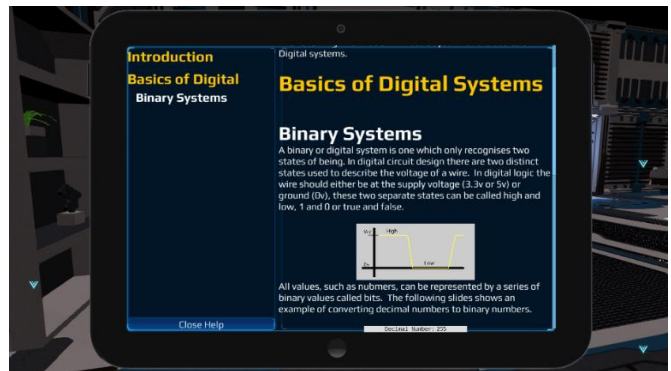 Introduction
Basics of Digital
Binary Systems
Close Help
Digital systems.
Basics of Digital Systems
Binary Systems
A binary or digital system is one which only recognises two
states of being. In digital circuit design there are two distinct
states used to describe the voltage of a wire. In digital logic the
wire should either be at the supply voltage (3.3v or 5v) or
ground (0v), these two separate states can be called high and
low, 1 and 0 or true and false.
High
Low
All values, such as nubmers, can be represented by a series of
binary values called bits. The following slides shows an
example of converting decimal numbers to binary numbers.
Decimal Number: 255